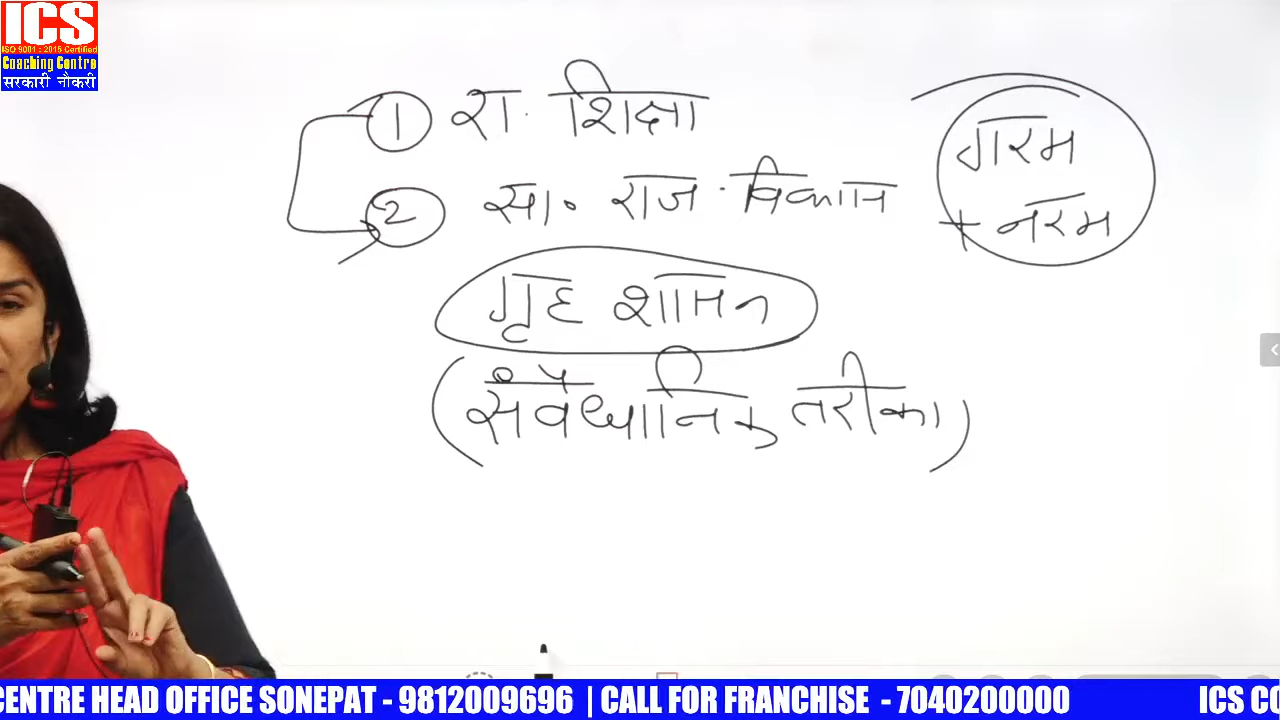 ICS
ISO 9001 : 2015 Certified
Coaching Centre
सरकारी नौकरी
1 रा. शिक्षा
2 सा. राज. विकास
गरम
+ नरम
गृह शासन
(संवैधानिक तरीका)
CENTRE HEAD OFFICE SONEPAT - 9812009696 | CALL FOR FRANCHISE - 7040200000 ICS CO